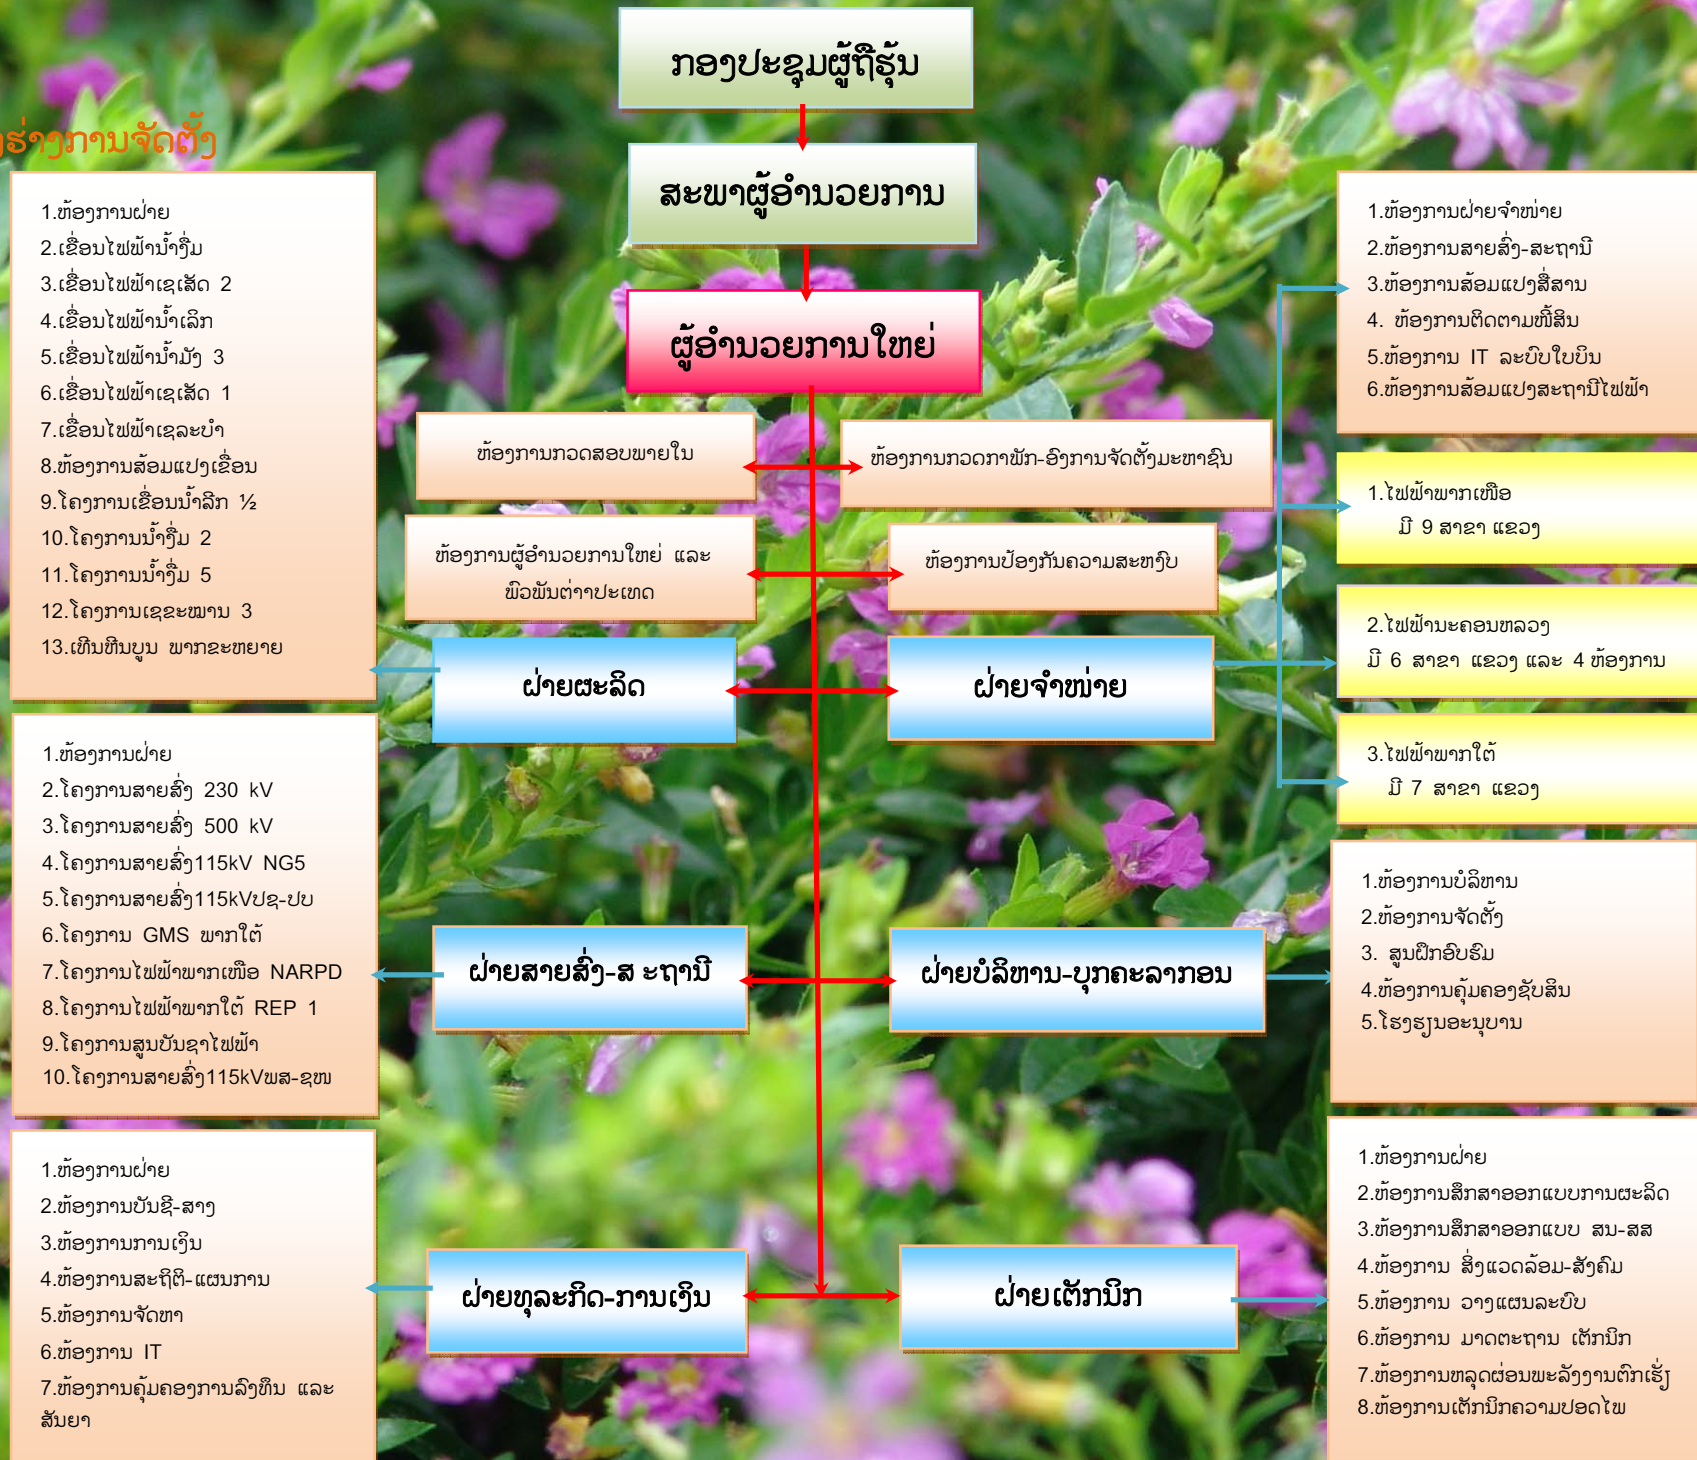 ກອງປະຊຸມຜູ້ຖືຮຸ້ນ
ຮ່າງການຈັດຕັ້ງ
ສະພາຜູ້ອຳນວຍການ
ຜູ້ອຳນວຍການໃຫຍ່
1.ຫ້ອງການຝ່າຍ
2.ເຂື່ອນໄຟຟ້ານ້ຳງື່ມ
3.ເຂື່ອນໄຟຟ້າເຊເສັດ 2
4.ເຂື່ອນໄຟຟ້ານ້ຳເລິກ
5.ເຂື່ອນໄຟຟ້ານ້ຳມັງ 3
6.ເຂື່ອນໄຟຟ້າເຊເສັດ 1
7.ເຂື່ອນໄຟຟ້າເຊລະບຳ
8.ຫ້ອງການສ້ອມແປງເຂື່ອນ
9.ໂຄງການເຂື່ອນນ້ຳລີກ ½
10.ໂຄງການນ້ຳງື່ມ 2
11.ໂຄງການນ້ຳງື່ມ 5
12.ໂຄງການເຊຂະໝານ 3
13.ເທີນຫີນບູນ ພາກຂະຫຍາຍ
1.ຫ້ອງການຝ່າຍຈຳໜ່າຍ
2.ຫ້ອງການສາຍສົ່ງ-ສະຖານີ
3.ຫ້ອງການສ້ອມແປງສື່ສານ
4. ຫ້ອງການຕິດຕາມໜີ້ສິນ
5.ຫ້ອງການ IT ລະບົບໃບບິນ
6.ຫ້ອງການສ້ອມແປງສະຖານີໄຟຟ້າ
ຫ້ອງການກວດສອບພາຍໃນ
ຫ້ອງການກວດກາພັກ-ອົງການຈັດຕັ້ງມະຫາຊົນ
ຫ້ອງການຜູ້ອຳນວຍການໃຫຍ່ ແລະ
ພົວພັນຕ່າາປະເທດ
ຫ້ອງການປ້ອງກັນຄວາມສະຫງົບ
1.ໄຟຟ້າພາກເໜືອ
ມີ 9 ສາຂາ ແຂວງ
2.ໄຟຟ້ານະຄອນຫລວງ
ມີ 6 ສາຂາ ແຂວງ ແລະ 4 ຫ້ອງການ
3.ໄຟຟ້າພາກໃຕ້
ມີ 7 ສາຂາ ແຂວງ
ຝ່າຍຜະລິດ
ຝ່າຍຈຳໜ່າຍ
1.ຫ້ອງການຝ່າຍ
2.ໂຄງການສາຍສົ່ງ 230 kV
3.ໂຄງການສາຍສົ່ງ 500 kV
4.ໂຄງການສາຍສົ່ງ115kV NG5
5.ໂຄງການສາຍສົ່ງ115kVປຊ-ປບ
6.ໂຄງການ GMS ພາກໃຕ້
7.ໂຄງການໄຟຟ້າພາກເໜືອ NARPD
8.ໂຄງການໄຟຟ້າພາກໃຕ້ REP 1
9.ໂຄງການສູນບັນຊາໄຟຟ້າ
10.ໂຄງການສາຍສົ່ງ115kVພສ-ຊໜ
ຝ່າຍສາຍສົ່ງ-ສ ະຖານີ
ຝ່າຍບໍລິຫານ-ບຸກຄະລາກອນ
1.ຫ້ອງການບໍລິຫານ
2.ຫ້ອງການຈັດຕັ້ງ
3. ສູນຝຶກອົບຮົມ
4.ຫ້ອງການຄຸ້ມຄອງຊັບສິນ
5.ໂຮງຮຽນອະນຸບານ
1.ຫ້ອງການຝ່າຍ
2.ຫ້ອງການບັນຊີ-ສາງ
3.ຫ້ອງການການເງິນ
4.ຫ້ອງການສະຖິຕິ-ແຜນການ
5.ຫ້ອງການຈັດຫາ
6.ຫ້ອງການ IT
7.ຫ້ອງການຄຸ້ມຄອງການລົງທຶນ ແລະ
ສັນຍາ
ຝ່າຍທຸລະກິດ-ການເງິນ
ຝ່າຍເຕັກນິກ
1.ຫ້ອງການຝ່າຍ
2.ຫ້ອງການສຶກສາອອກແບບການຜະລິດ
3.ຫ້ອງການສຶກສາອອກແບບ ສນ-ສສ
4.ຫ້ອງການ ສິ່ງແວດລ້ອມ-ສັງຄົມ
5.ຫ້ອງການ ວາງແຜນລະບົບ
6.ຫ້ອງການ ມາດຕະຖານ ເຕັກນິກ
7.ຫ້ອງການຫລຸດຜ່ອນພະລັງງານຕົກເຮັ່ຽ
8.ຫ້ອງການເຕັກນິກຄວາມປອດໄພ